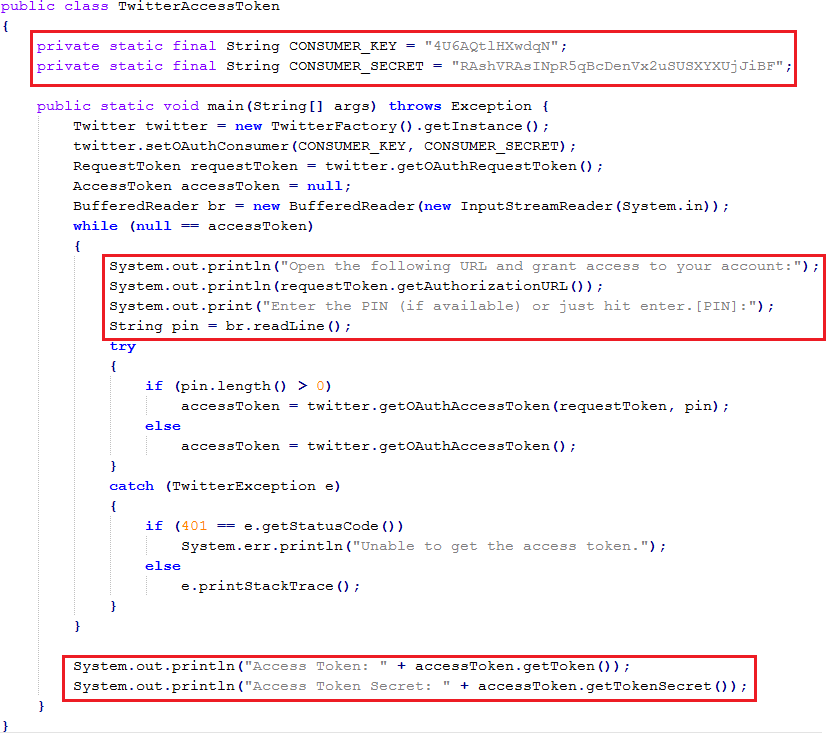 public class TwitterAccessToken
{
private static final String CONSUMER_KEY = "4U6AQtlHXwdqN";
private static final String CONSUMER_SECRET = "RAshVRAsINpR5qBcDenVx2uSUSXYXUjJiBF";
public static void main(String[] args) throws Exception {
Twitter twitter = new TwitterFactory().getInstance();
twitter.setOAuthConsumer(CONSUMER_KEY, CONSUMER_SECRET);
RequestToken requestToken = twitter.getOAuthRequestToken();
AccessToken accessToken = null;
BufferedReader br = new BufferedReader(new InputStreamReader(System.in));
while (null == accessToken)
{
System.out.println("Open the following URL and grant access to your account:");
System.out.println(requestToken.getAuthorizationURL());
System.out.print("Enter the PIN (if available) or just hit enter.[PIN]:");
String pin = br.readLine();
try
{
if (pin.length() > 0)
accessToken = twitter.getOAuthAccessToken(requestToken, pin);
else
accessToken = twitter.getOAuthAccessToken();
}
catch (TwitterException e)
{
if (401 == e.getStatusCode())
System.err.println("Unable to get the access token.");
else
e.printStackTrace();
}
}
System.out.println("Access Token: " + accessToken.getToken());
System.out.println("Access Token Secret: " + accessToken.getTokenSecret());
}
}